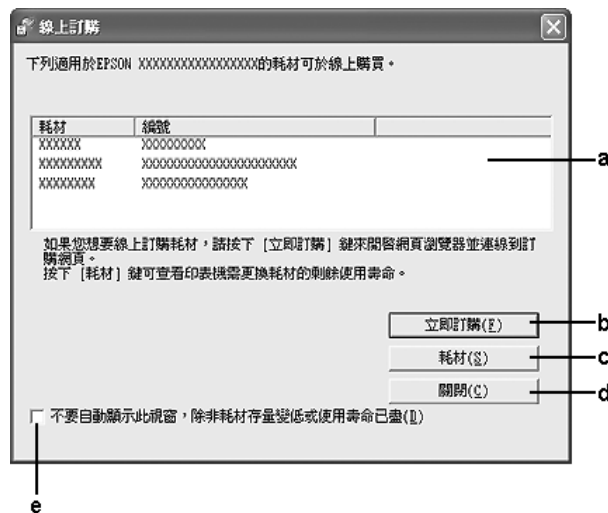 線上訂購
下列適用於EPSON XXXXXXXXXXXXXXXXX的耗材可於線上購買。
耗材 編號
XXXXXX XXXXXXXXX
XXXXXXXXX XXXXXXXXXXXXXXXXXXXXXX
XXXXXXXX XXXXXXXXXXXXXXX
a
如果您想要線上訂購耗材，請按下 [立即訂購] 鍵來開啟網頁瀏覽器並連線到訂
購網頁。
按下 [耗材] 鍵可查看印表機需更換耗材的剩餘使用壽命。
立即訂購(F)
b
耗材(S)
c
關閉(C)
d
不要自動顯示此視窗，除非耗材存量變低或使用壽命已盡(D)
e